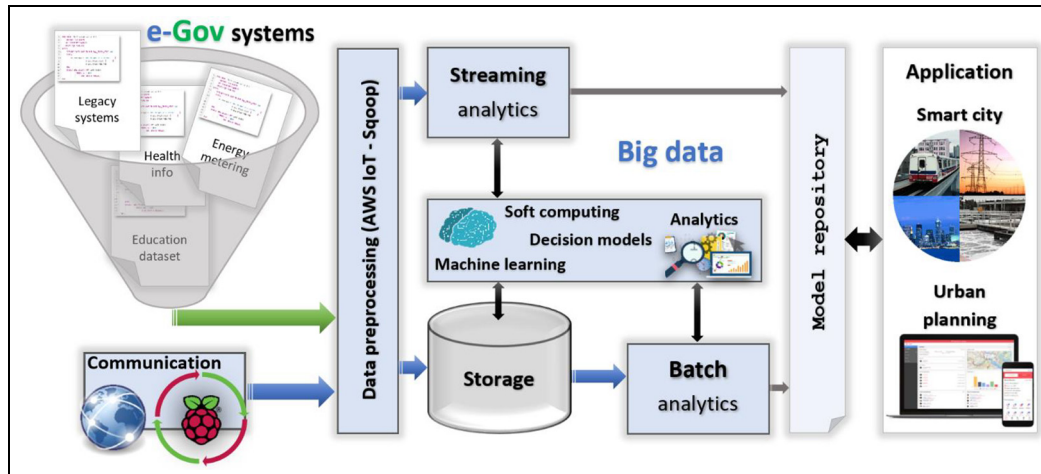 e-Gov systems
Legacy
systems
Health
info
Energy
metering
Education
dataset
Communication
Data preprocessing (AWS IoT - Sqoop)
Streaming
analytics
Big data
Soft computing
Decision models
Machine learning
Analytics
Storage
Batch
analytics
Model repository
Application
Smart city
Urban
planning